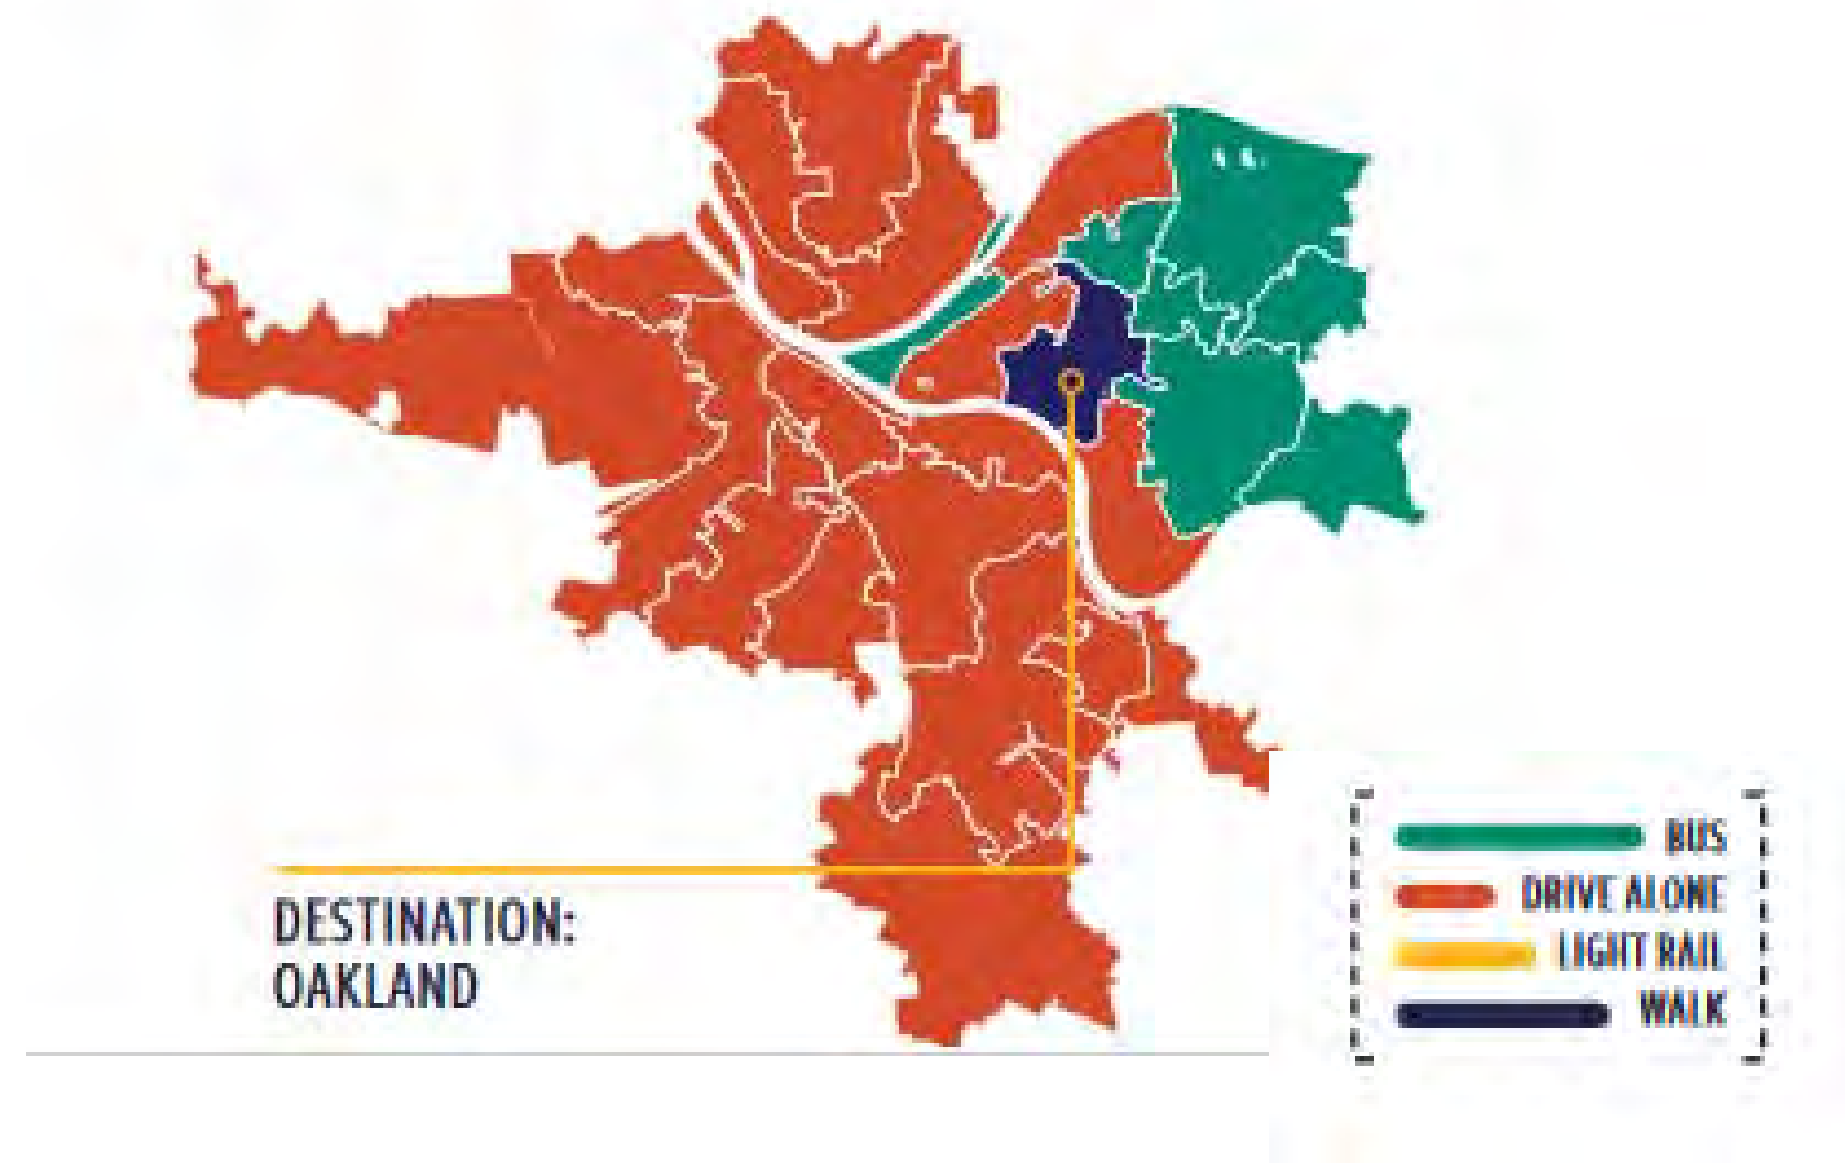 DESTINATION:
OAKLAND
BUS
DRIVE ALONE
LIGHT RAIL
WALK